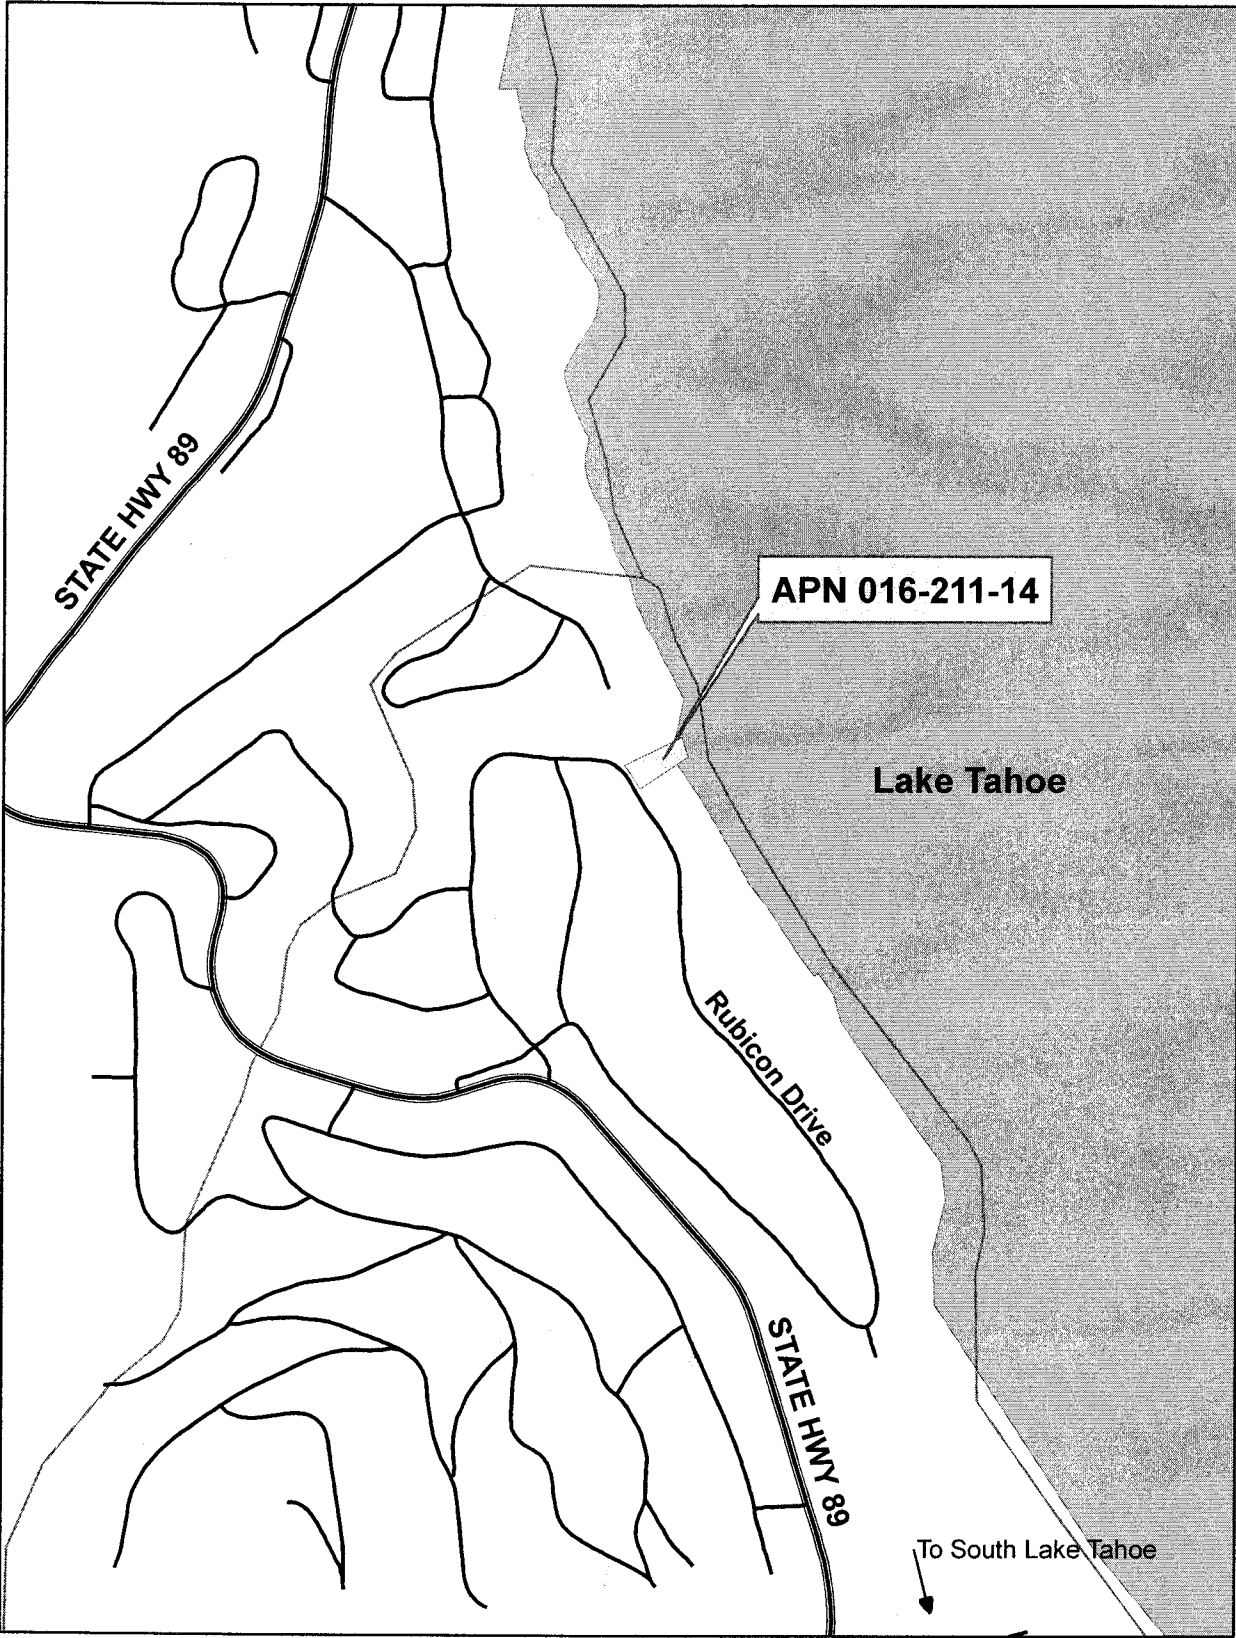 STATE HWY 89
APN 016-211-14
Lake Tahoe
Rubicon Drive
STATE HWY 89
To South Lake Tahoe